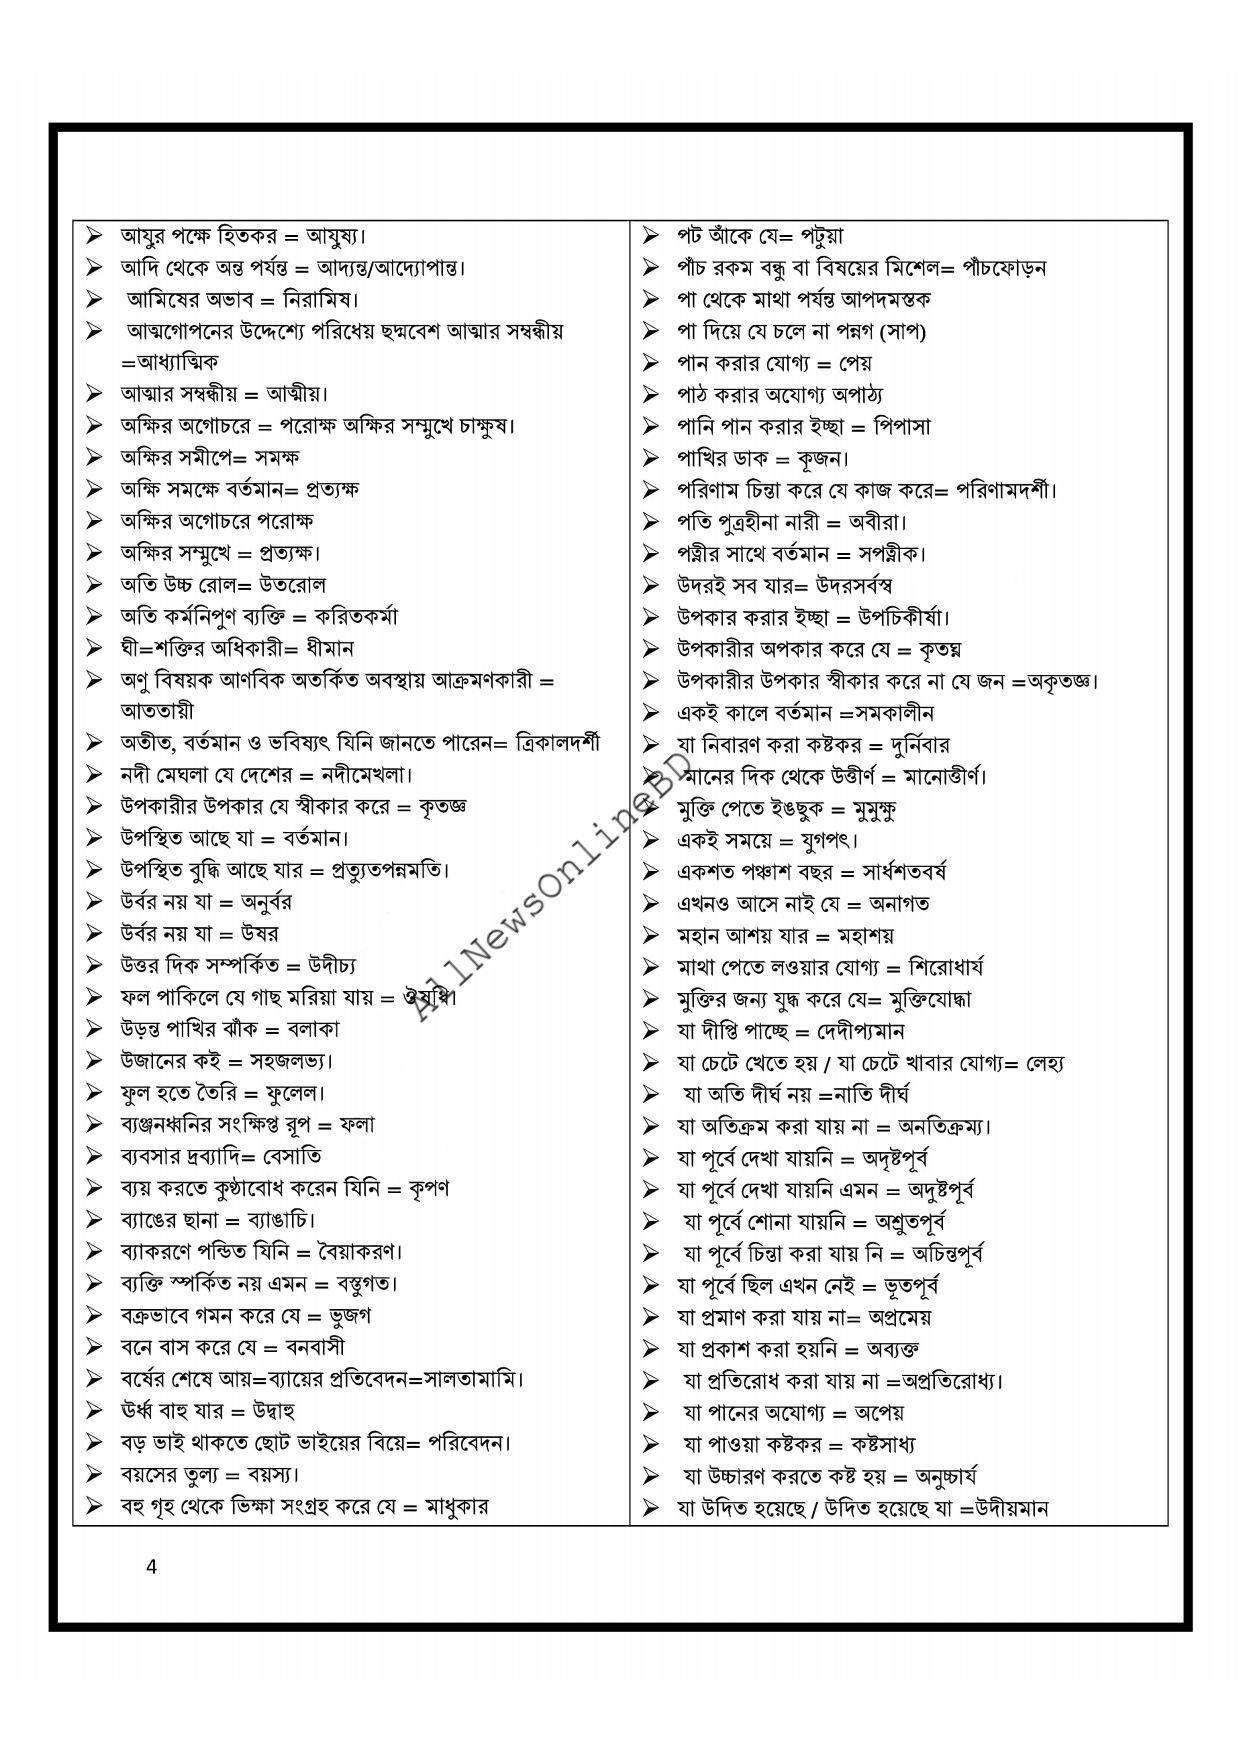 আযুর পক্ষে হিতকর = আযুষ্য।
আদি থেকে অন্ত পর্যন্ত = আদ্যন্ত/আদ্যোপান্ত।
আমিষের অভাব = নিরামিষ।
আত্মগোপনের উদ্দেশ্যে পরিধেয় ছদ্মবেশ আত্মার সম্বন্ধীয়
=আধ্যাত্মিক
আত্মার সম্বন্ধীয় = আত্মীয়।
অক্ষির অগোচরে = পরোক্ষ অক্ষির সম্মুখে চাক্ষুষ।
অক্ষির সমীপে= সমক্ষ
অক্ষি সমক্ষে বর্তমান= প্রত্যক্ষ
অক্ষির অগোচরে পরোক্ষ
অক্ষির সম্মুখে = প্রত্যক্ষ।
অতি উচ্চ রোল= উতরোল
অতি কর্মনিপুণ ব্যক্তি = করিতকর্মা
ঘী=শক্তির অধিকারী= ধীমান
অণু বিষয়ক আণবিক অতর্কিত অবস্থায় আক্রমণকারী =
আততায়ী
অতীত, বর্তমান ও ভবিষ্যৎ যিনি জানতে পারেন= ত্রিকালদর্শী
নদী মেঘলা যে দেশের = নদীমেখলা।
উপকারীর উপকার যে স্বীকার করে = কৃতজ্ঞ
উপস্থিত আছে যা = বর্তমান।
উপস্থিত বুদ্ধি আছে যার = প্রত্যুতপন্নমতি।
উর্বর নয় যা = অনুর্বর
উর্বর নয় যা = উষর
উত্তর দিক সম্পর্কিত = উদীচ্য
ফল পাকিলে যে গাছ মরিয়া যায় = ঔষধি।
উড়ন্ত পাখির ঝাঁক = বলাকা
উজানের কই = সহজলভ্য।
ফুল হতে তৈরি = ফুলেল।
ব্যঞ্জনধ্বনির সংক্ষিপ্ত রূপ = ফলা
ব্যবসার দ্রব্যাদি= বেসাতি
ব্যয় করতে কুণ্ঠাবোধ করেন যিনি = কৃপণ
ব্যাঙের ছানা = ব্যাঙাচি।
ব্যাকরণে পন্ডিত যিনি = বৈয়াকরণ।
ব্যক্তি স্পর্কিত নয় এমন = বস্তুগত।
বক্রভাবে গমন করে যে = ভুজগ
বনে বাস করে যে = বনবাসী
বর্ষের শেষে আয়=ব্যায়ের প্রতিবেদন=সালতামামি।
ঊর্ধ্ব বাহু যার = উদ্বাহু
বড় ভাই থাকতে ছোট ভাইয়ের বিয়ে= পরিবেদন।
বয়সের তুল্য = বয়স্য।
বহু গৃহ থেকে ভিক্ষা সংগ্রহ করে যে = মাধুকার
পট আঁকে যে= পটুয়া
পাঁচ রকম বন্ধু বা বিষয়ের মিশেল= পাঁচফোড়ন
পা থেকে মাথা পর্যন্ত আপদমস্তক
পা দিয়ে যে চলে না পন্নগ (সাপ)
পান করার যোগ্য = পেয়
পাঠ করার অযোগ্য অপাঠ্য
পানি পান করার ইচ্ছা = পিপাসা
পাখির ডাক = কূজন।
পরিণাম চিন্তা করে যে কাজ করে= পরিণামদর্শী।
পতি পুত্রহীনা নারী = অবীরা।
পত্নীর সাথে বর্তমান = সপত্নীক।
উদরই সব যার= উদরসর্বস্ব
উপকার করার ইচ্ছা = উপচিকীর্ষা।
উপকারীর অপকার করে যে = কৃতঘ্ন
উপকারীর উপকার স্বীকার করে না যে জন =অকৃতজ্ঞ।
একই কালে বর্তমান =সমকালীন
যা নিবারণ করা কষ্টকর = দুর্নিবার
মানের দিক থেকে উত্তীর্ণ = মানোত্তীর্ণ।
মুক্তি পেতে ইঙছুক = মুমুক্ষু
একই সময়ে = যুগপৎ।
একশত পঞ্চাশ বছর = সার্ধশতবর্ষ
এখনও আসে নাই যে = অনাগত
মহান আশয় যার = মহাশয়
মাথা পেতে লওয়ার যোগ্য = শিরোধার্য
মুক্তির জন্য যুদ্ধ করে যে= মুক্তিযোদ্ধা
যা দীপ্তি পাচ্ছে = দেদীপ্যমান
যা চেটে খেতে হয় / যা চেটে খাবার যোগ্য= লেহ্য
যা অতি দীর্ঘ নয় =নাতি দীর্ঘ
যা অতিক্রম করা যায় না = অনতিক্রম্য।
যা পূর্বে দেখা যায়নি = অদৃষ্টপূর্ব
যা পূর্বে দেখা যায়নি এমন = অদুষ্টপূর্ব
যা পূর্বে শোনা যায়নি = অশ্রুতপূর্ব
যা পূর্বে চিন্তা করা যায় নি = অচিন্তপূর্ব
যা পূর্বে ছিল এখন নেই = ভূতপূর্ব
যা প্রমাণ করা যায় না= অপ্রমেয়
যা প্রকাশ করা হয়নি = অব্যক্ত
যা প্রতিরোধ করা যায় না =অপ্রতিরোধ্য।
যা পানের অযোগ্য = অপেয়
যা পাওয়া কষ্টকর = কষ্টসাধ্য
যা উচ্চারণ করতে কষ্ট হয় = অনুচ্চার্য
যা উদিত হয়েছে / উদিত হয়েছে যা =উদীয়মান
AllNewsOnlineBD
4